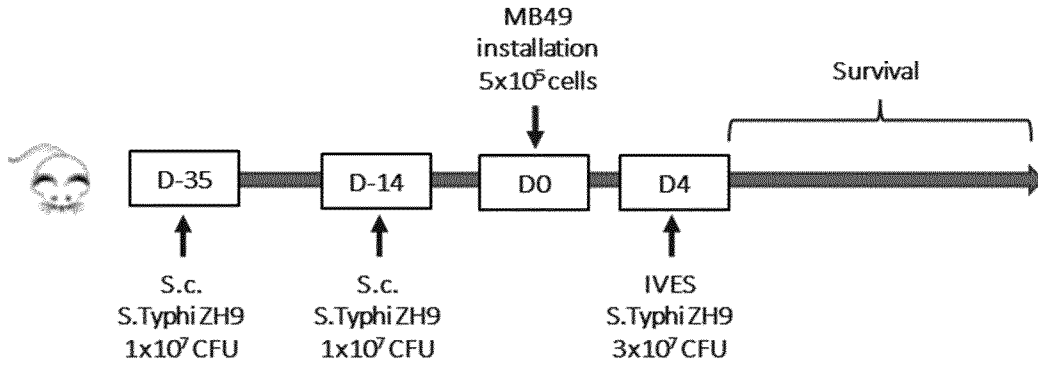 MB49
installation
5x10⁵ cells
Survival
D-35
D-14
D0
D4
S.c.
S.Typhi ZH9
1x10⁷ CFU
S.c.
S.Typhi ZH9
1x10⁷ CFU
IVES
S.Typhi ZH9
3x10⁷ CFU